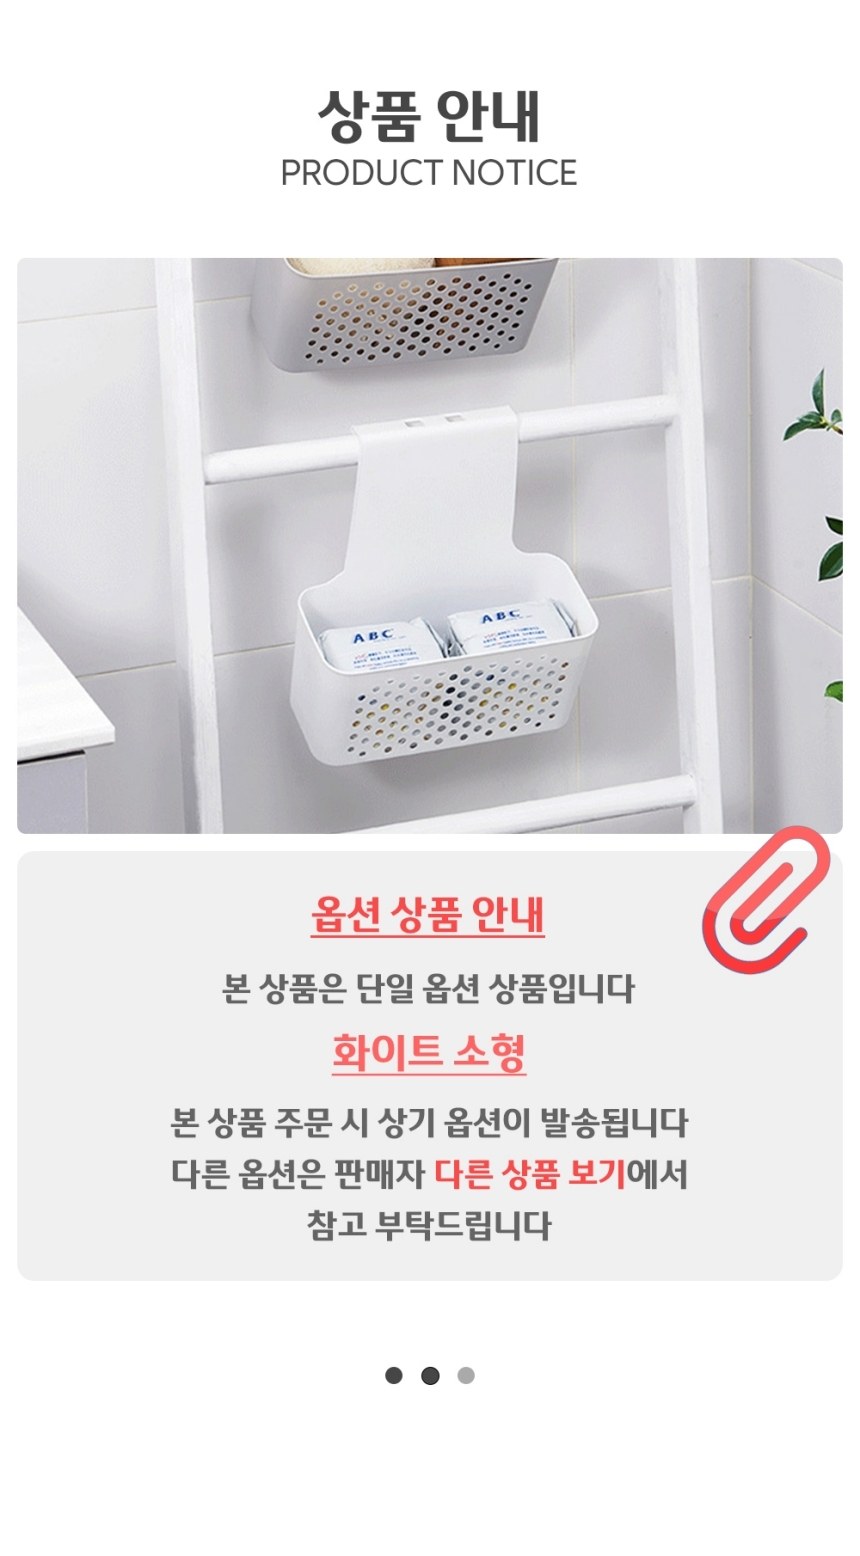 상품 안내
PRODUCT NOTICE
ABC
ABC
옵션 상품 안내
본 상품은 단일 옵션 상품입니다
화이트 소형
본 상품 주문 시 상기 옵션이 발송됩니다
다른 옵션은 판매자 다른 상품 보기에서
참고 부탁드립니다